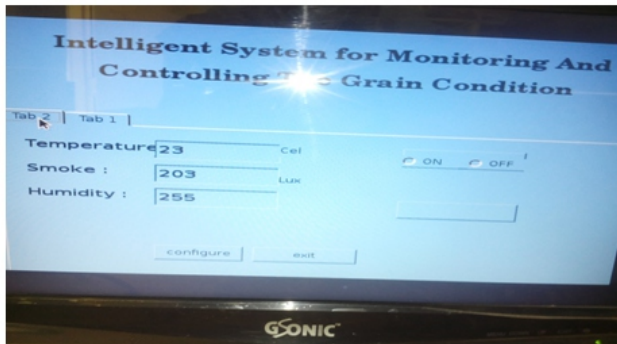 Intelligent System for Monitoring And
Controlling The Grain Condition
Tab 2 Tab 1
Temperature 23 Cel
ON OFF
Smoke : 203 Lux
Humidity : 255
configure exit
GSONIC